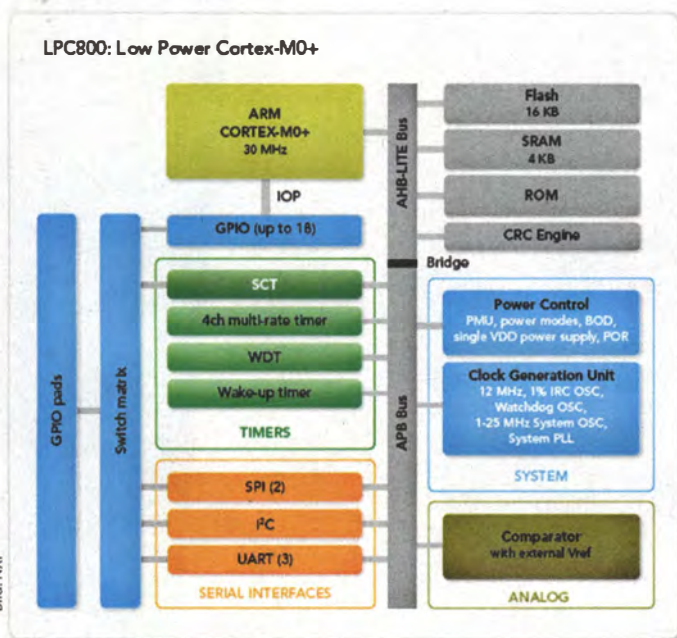 LPC800: Low Power Cortex-M0+
ARM
CORTEX-M0+
30 MHz
IOP
GPIO (up to 18)
AHB-LITE Bus
Flash
16 KB
SRAM
4 KB
ROM
CRC Engine
Bridge
GPIO pads
Switch matrix
SCT
4ch multi-rate timer
WDT
Wake-up timer
TIMERS
SPI (2)
I²C
UART (3)
SERIAL INTERFACES
APB Bus
Power Control
PMU, power modes, BOD,
single VDD power supply, POR
Clock Generation Unit
12 MHz, 1% IRC OSC,
Watchdog OSC,
1-25 MHz System OSC,
System PLL
SYSTEM
Comparator
with external Vref
ANALOG